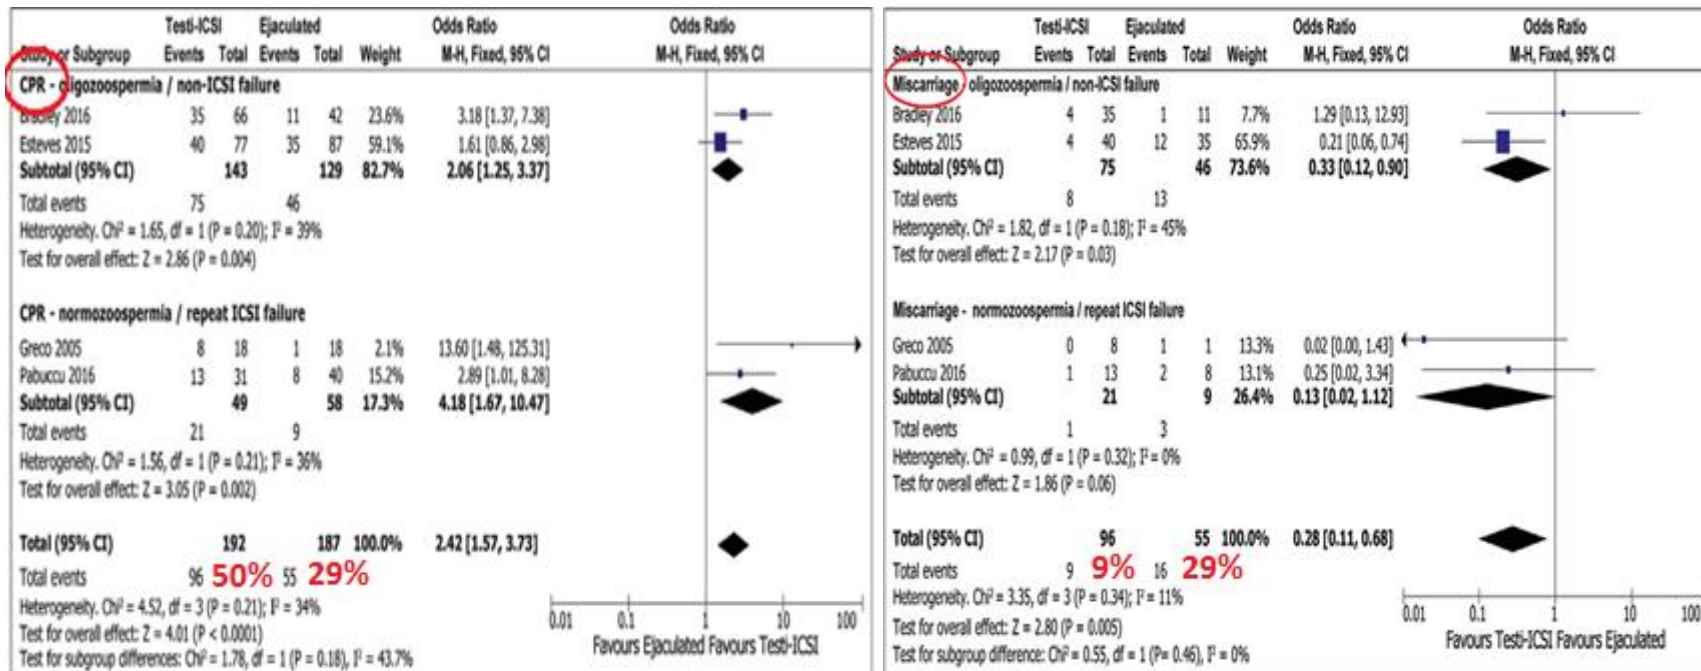 Testi-ICSI Ejaculated Odds Ratio Odds Ratio
Study or Subgroup Events Total Events Total Weight M-H, Fixed, 95% CI M-H, Fixed, 95% CI
CPR - oligozoospermia / non-ICSI failure
Bradley 2016 35 66 11 42 23.6% 3.18 [1.37, 7.38]
Esteves 2015 40 77 35 87 59.1% 1.61 [0.86, 2.98]
Subtotal (95% CI) 143 129 82.7% 2.06 [1.25, 3.37]
Total events 75 46
Heterogeneity. Chi² = 1.65, df = 1 (P = 0.20); I² = 39%
Test for overall effect: Z = 2.86 (P = 0.004)
CPR - normozoospermia / repeat ICSI failure
Greco 2005 8 18 1 18 2.1% 13.60 [1.48, 125.31]
Pabuccu 2016 13 31 8 40 15.2% 2.89 [1.01, 8.28]
Subtotal (95% CI) 49 58 17.3% 4.18 [1.67, 10.47]
Total events 21 9
Heterogeneity. Chi² = 1.56, df = 1 (P = 0.21); I² = 36%
Test for overall effect: Z = 3.05 (P = 0.002)
Total (95% CI) 192 187 100.0% 2.42 [1.57, 3.73]
Total events 96 50% 55 29%
Heterogeneity. Chi² = 4.52, df = 3 (P = 0.21); I² = 34%
Test for overall effect: Z = 4.01 (P < 0.0001)
Test for subgroup differences: Chi² = 1.78, df = 1 (P = 0.18), I² = 43.7%
0.01 0.1 1 10 100
Favours Ejaculated Favours Testi-ICSI
Testi-ICSI Ejaculated Odds Ratio Odds Ratio
Study or Subgroup Events Total Events Total Weight M-H, Fixed, 95% CI M-H, Fixed, 95% CI
Miscarriage - oligozoospermia / non-ICSI failure
Bradley 2016 4 35 1 11 7.7% 1.29 [0.13, 12.93]
Esteves 2015 4 40 12 35 65.9% 0.21 [0.06, 0.74]
Subtotal (95% CI) 75 46 73.6% 0.33 [0.12, 0.90]
Total events 8 13
Heterogeneity. Chi² = 1.82, df = 1 (P = 0.18); I² = 45%
Test for overall effect: Z = 2.17 (P = 0.03)
Miscarriage - normozoospermia / repeat ICSI failure
Greco 2005 0 8 1 1 13.3% 0.02 [0.00, 1.43]
Pabuccu 2016 1 13 2 8 13.1% 0.25 [0.02, 3.34]
Subtotal (95% CI) 21 9 26.4% 0.13 [0.02, 1.12]
Total events 1 3
Heterogeneity. Chi² = 0.99, df = 1 (P = 0.32); I² = 0%
Test for overall effect: Z = 1.86 (P = 0.06)
Total (95% CI) 96 55 100.0% 0.28 [0.11, 0.68]
Total events 9 9% 16 29%
Heterogeneity. Chi² = 3.35, df = 3 (P = 0.34); I² = 11%
Test for overall effect: Z = 2.80 (P = 0.005)
Test for subgroup difference: Chi² = 0.55, df = 1 (P= 0.46), I² = 0%
0.01 0.1 1 10 100
Favours Testi-ICSI Favours Ejaculated